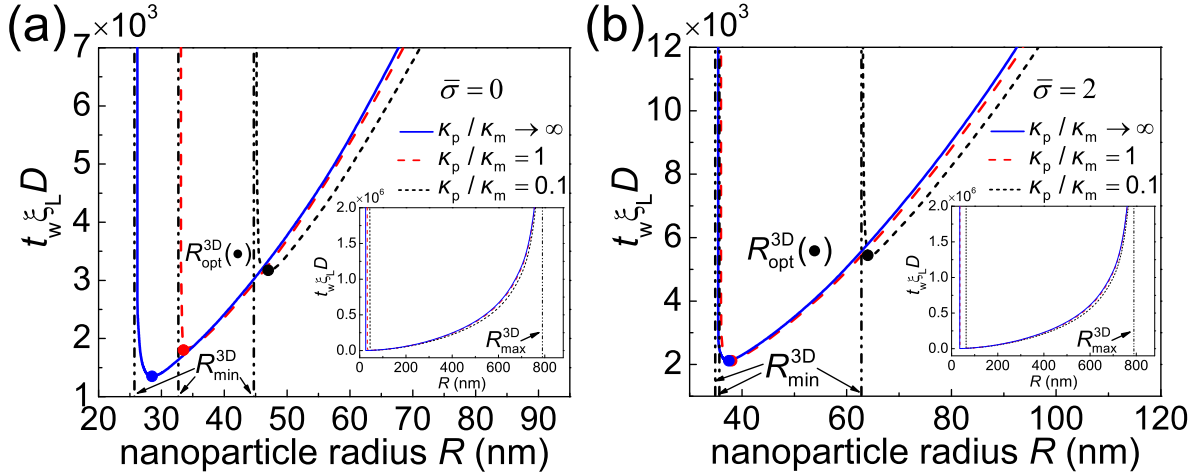 (a)
×10³
7
6
5
4
3
2
1
20 30 40 50 60 70 80 90
t_w ξ_L D
nanoparticle radius R (nm)
σ̄ = 0
κ_p / κ_m → ∞
κ_p / κ_m = 1
κ_p / κ_m = 0.1
R_opt^3D (•)
R_min^3D
×10⁶
2.0
1.5
1.0
0.5
0.0
0 200 400 600 800
t_w ξ_L D
R (nm)
R_max^3D
(b)
×10³
12
10
8
6
4
2
40 60 80 100 120
t_w ξ_L D
nanoparticle radius R (nm)
σ̄ = 2
κ_p / κ_m → ∞
κ_p / κ_m = 1
κ_p / κ_m = 0.1
R_opt^3D (•)
R_min^3D
×10⁶
2.0
1.5
1.0
0.5
0.0
0 200 400 600 800
t_w ξ_L D
R (nm)
R_max^3D